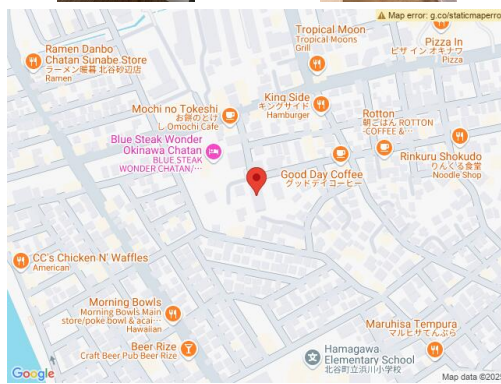 ⚠ Map error: g.co/staticmaperro
Ramen Danbo
Chatan Sunabe Store
ラーメン暖暮 北谷砂辺店
Ramen
Tropical Moon
Tropical Moons
Grill
Pizza In
ピザ イン オキナワ
Pizza
Mochi no Tokeshi
お餅のとけ
し Omochi Cafe
King Side
キングサイド
Hamburger
Rotton
朝ごはん ROTTON
-COFFEE &…
Blue Steak Wonder
Okinawa Chatan
BLUE STEAK
WONDER CHATAN/…
Good Day Coffee
グッドデイコーヒー
Rinkuru Shokudo
りんくる食堂
Noodle Shop
CC's Chicken N' Waffles
American
Morning Bowls
Morning Bowls Main
store/poke bowl & acai…
Hawaiian
Beer Rize
Craft Beer Pub Beer Rize
Maruhisa Tempura
マルヒサてんぷら
Hamagawa
Elementary School
北谷町立浜川小学校
Google
Map data ©2025